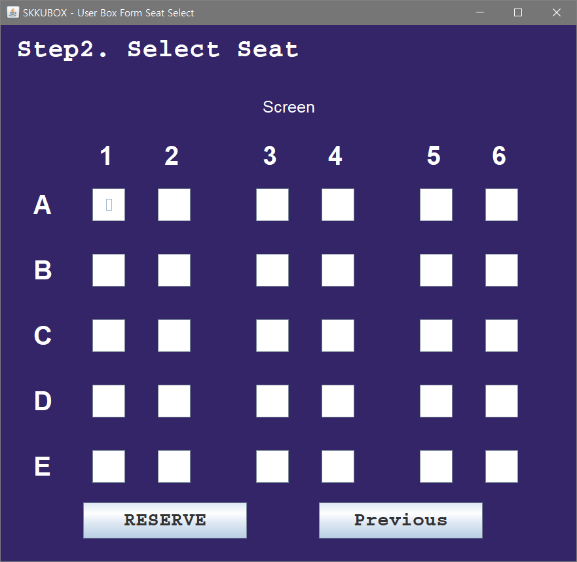 SKKUBOX - User Box Form Seat Select
Step2. Select Seat
Screen
1 2 3 4 5 6
A
B
C
D
E
RESERVE Previous